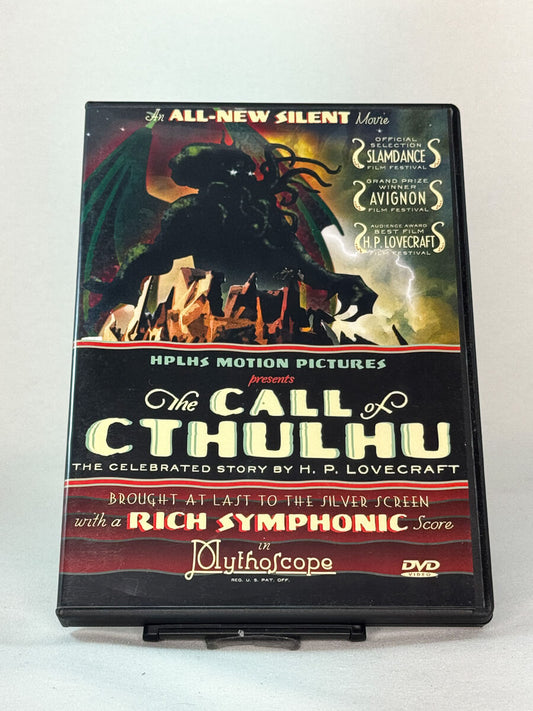 An ALL-NEW SILENT Movie
OFFICIAL
SELECTION
SLAMDANCE
FILM FESTIVAL
GRAND PRIZE
WINNER
AVIGNON
FILM FESTIVAL
AUDIENCE AWARD
BEST FILM
H. P. LOVECRAFT
FILM FESTIVAL
HPLHS MOTION PICTURES
presents
The CALL of
CTHULHU
THE CELEBRATED STORY BY H. P. LOVECRAFT
BROUGHT AT LAST TO THE SILVER SCREEN
with a RICH SYMPHONIC Score
in
Mythoscope
REG. U. S. PAT. OFF.
DVD
VIDEO